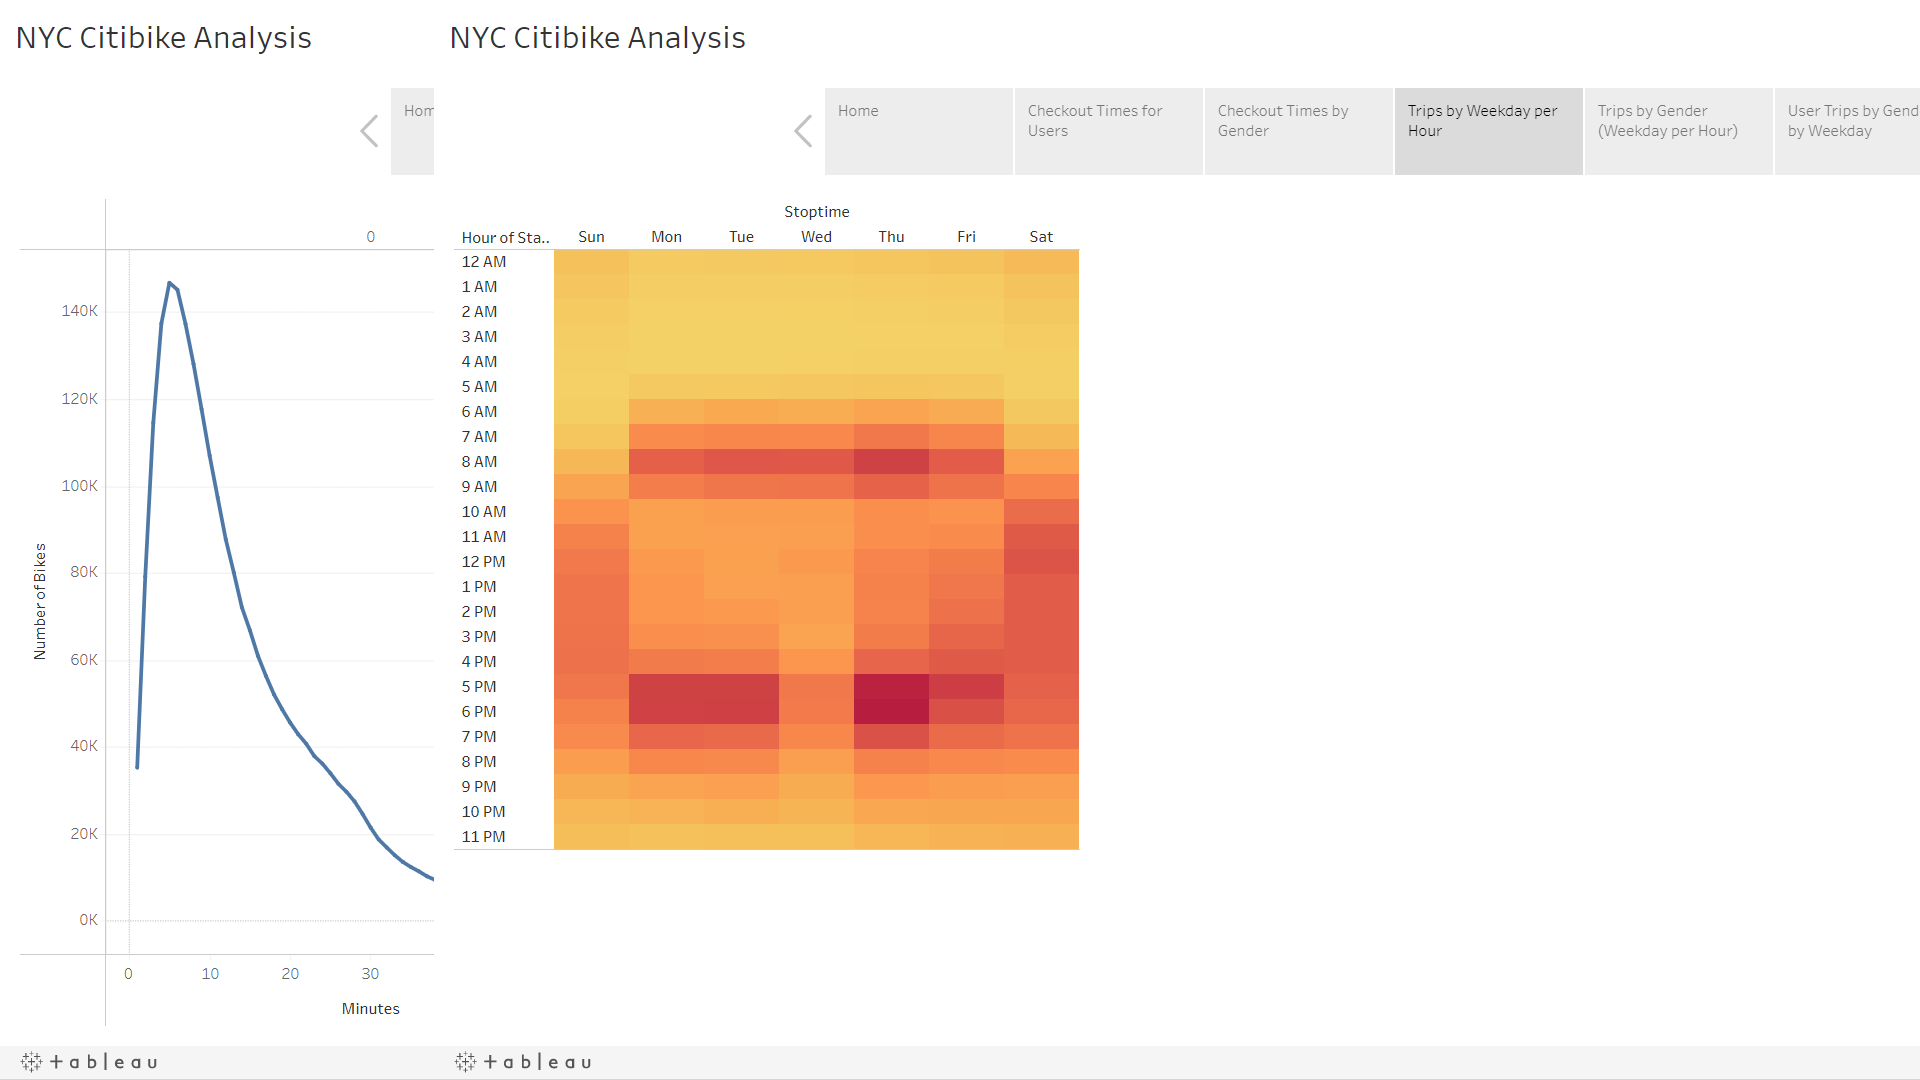 NYC Citibike Analysis
Hom
0
140K
120K
100K
80K
60K
40K
20K
0K
Number of Bikes
0 10 20 30
Minutes
+ableau
NYC Citibike Analysis
Home
Checkout Times for
Users
Checkout Times by
Gender
Trips by Weekday per
Hour
Trips by Gender
(Weekday per Hour)
User Trips by Gend
by Weekday
Stoptime
Hour of Sta.. Sun Mon Tue Wed Thu Fri Sat
12 AM
1 AM
2 AM
3 AM
4 AM
5 AM
6 AM
7 AM
8 AM
9 AM
10 AM
11 AM
12 PM
1 PM
2 PM
3 PM
4 PM
5 PM
6 PM
7 PM
8 PM
9 PM
10 PM
11 PM
+ableau